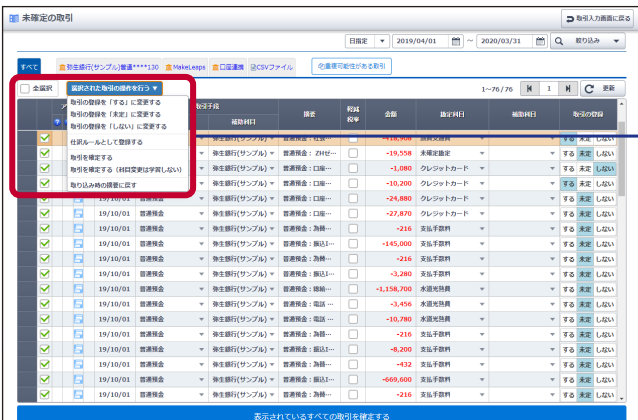 未確定の取引
取引入力画面に戻る
日指定 2019/04/01 ～ 2020/03/31 絞り込み
すべて 弥生銀行(サンプル)普通****130 MakeLeaps 口座連携 CSVファイル 重複可能性がある取引
全選択 選択された取引の操作を行う▼ 1～76/76 1 更新
取引の登録を「する」に変更する
取引の登録を「未定」に変更する
取引の登録を「しない」に変更する
仕訳ルールとして登録する
取引を確定する
取引を確定する（科目変更は学習しない）
取り込み時の摘要に戻す
取引手段 補助科目 摘要 軽減税率 金額 勘定科目 補助科目 取引の登録
弥生銀行(サンプル) する 未定 しない
弥生銀行(サンプル) 普通預金：ZHゼ… -19,558 未確定勘定 する 未定 しない
弥生銀行(サンプル) 普通預金：口座… -1,080 クレジットカード する 未定 しない
弥生銀行(サンプル) 普通預金：口座… -10,200 クレジットカード する 未定 しない
19/10/01 普通預金 弥生銀行(サンプル) 普通預金：口座… -24,880 クレジットカード する 未定 しない
19/10/01 普通預金 弥生銀行(サンプル) 普通預金：口座… -27,870 クレジットカード する 未定 しない
19/10/01 普通預金 弥生銀行(サンプル) 普通預金：為替… -216 支払手数料 する 未定 しない
19/10/01 普通預金 弥生銀行(サンプル) 普通預金：振込I… -145,000 支払手数料 する 未定 しない
19/10/01 普通預金 弥生銀行(サンプル) 普通預金：為替… -216 支払手数料 する 未定 しない
19/10/01 普通預金 弥生銀行(サンプル) 普通預金：振込I… -3,280 支払手数料 する 未定 しない
19/10/01 普通預金 弥生銀行(サンプル) 普通預金：総給… -1,158,700 水道光熱費 する 未定 しない
19/10/01 普通預金 弥生銀行(サンプル) 普通預金：電話 … -3,456 水道光熱費 する 未定 しない
19/10/01 普通預金 弥生銀行(サンプル) 普通預金：電話 … -10,780 水道光熱費 する 未定 しない
19/10/01 普通預金 弥生銀行(サンプル) 普通預金：為替… -216 支払手数料 する 未定 しない
19/10/01 普通預金 弥生銀行(サンプル) 普通預金：振込I… -8,200 支払手数料 する 未定 しない
19/10/01 普通預金 弥生銀行(サンプル) 普通預金：為替… -432 支払手数料 する 未定 しない
19/10/01 普通預金 弥生銀行(サンプル) 普通預金：振込I… -669,600 支払手数料 する 未定 しない
19/10/01 普通預金 弥生銀行(サンプル) 普通預金：為替… -216 支払手数料 する 未定 しない
表示されているすべての取引を確定する